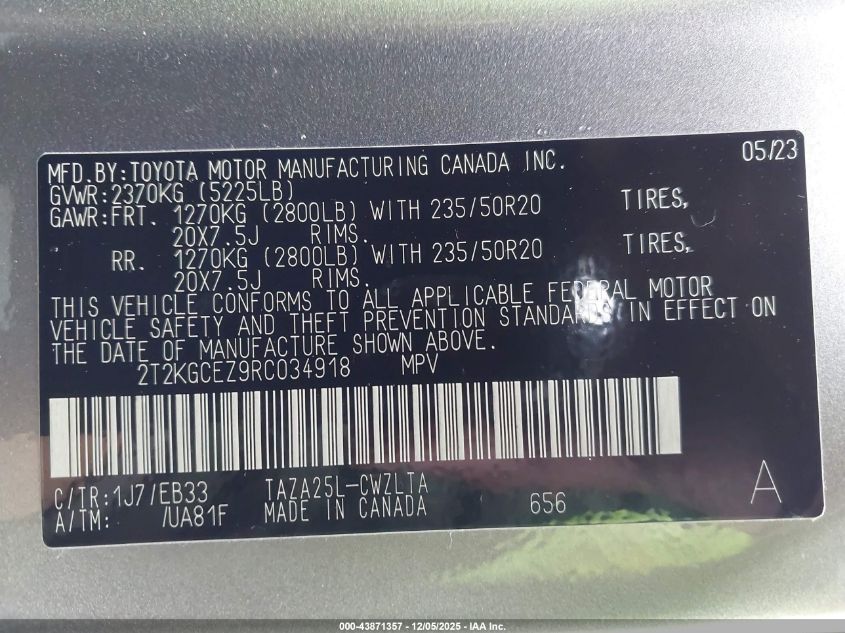 MFD.BY:TOYOTA MOTOR MANUFACTURING CANADA INC. 05/23
GVWR:2370KG (5225LB)
GAWR:FRT. 1270KG (2800LB) WITH 235/50R20 TIRES,
20X7.5J RIMS.
RR. 1270KG (2800LB) WITH 235/50R20 TIRES,
20X7.5J RIMS.
THIS VEHICLE CONFORMS TO ALL APPLICABLE FEDERAL MOTOR
VEHICLE SAFETY AND THEFT PREVENTION STANDARDS IN EFFECT ON
THE DATE OF MANUFACTURE SHOWN ABOVE.
2T2KGCEZ9RC034918 MPV
C/TR:1J7/EB33 TAZA25L-CWZLTA
A/TM: /UA81F MADE IN CANADA 656 A
000-43871357 - 12/05/2025 - IAA Inc.